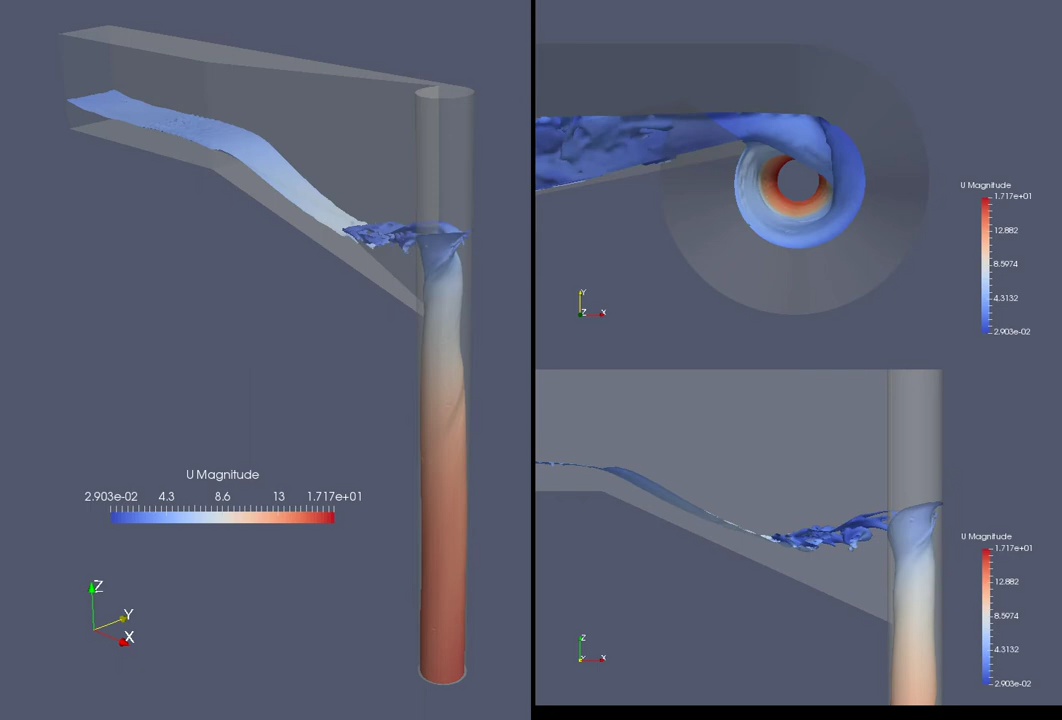 U Magnitude
2.903e-02 4.3 8.6 13 1.717e+01
Z
Y
X
U Magnitude
1.717e+01
12.882
8.5974
4.3132
2.903e-02
Y
Z X
U Magnitude
1.717e+01
12.882
8.5974
4.3132
2.903e-02
Z
Y X